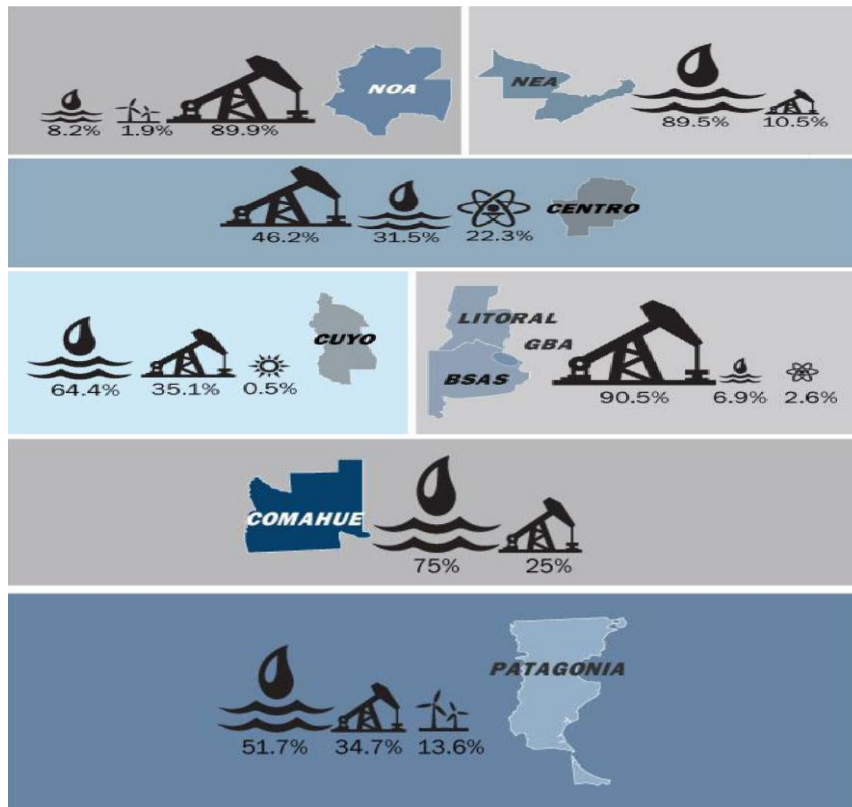 NOA
8.2% 1.9% 89.9%
NEA
89.5% 10.5%
CENTRO
46.2% 31.5% 22.3%
CUYO
64.4% 35.1% 0.5%
LITORAL
GBA
BSAS
90.5% 6.9% 2.6%
COMAHUE
75% 25%
PATAGONIA
51.7% 34.7% 13.6%